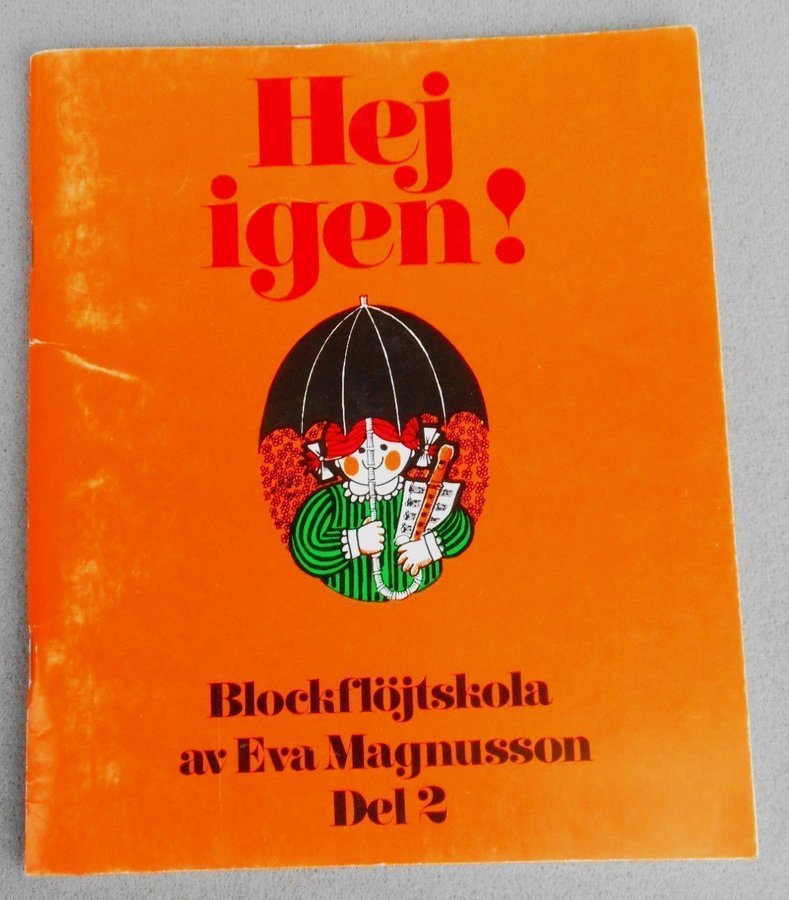 Hej
igen!
Blockflöjtskola
av Eva Magnusson
Del 2